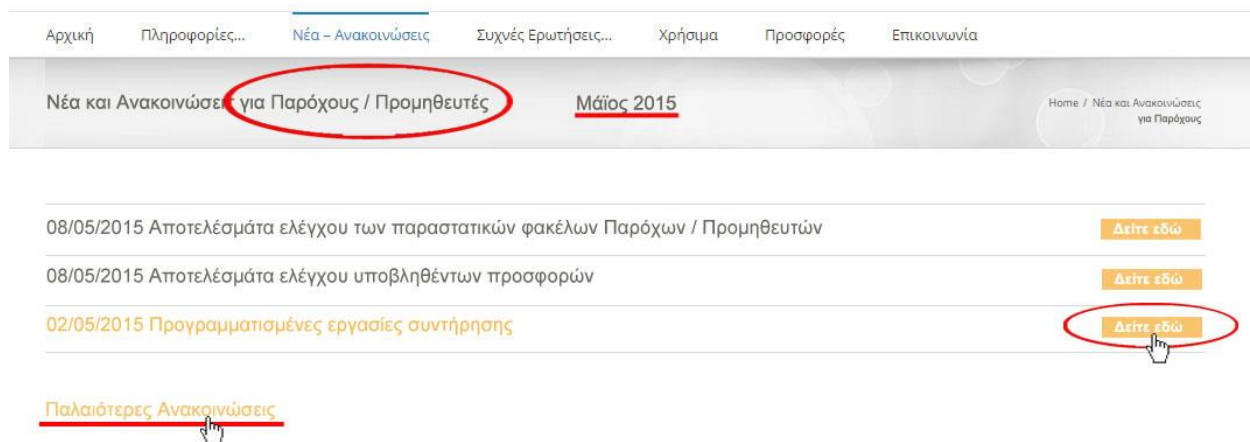 Αρχική Πληροφορίες... Νέα – Ανακοινώσεις Συχνές Ερωτήσεις... Χρήσιμα Προσφορές Επικοινωνία
Νέα και Ανακοινώσεις για Παρόχους / Προμηθευτές Μάϊος 2015
Home / Νέα και Ανακοινώσεις
για Παρόχους
08/05/2015 Αποτελέσμάτα ελέγχου των παραστατικών φακέλων Παρόχων / Προμηθευτών Δείτε εδώ
08/05/2015 Αποτελέσμάτα ελέγχου υποβληθέντων προσφορών Δείτε εδώ
02/05/2015 Προγραμματισμένες εργασίες συντήρησης Δείτε εδώ
Παλαιότερες Ανακοινώσεις